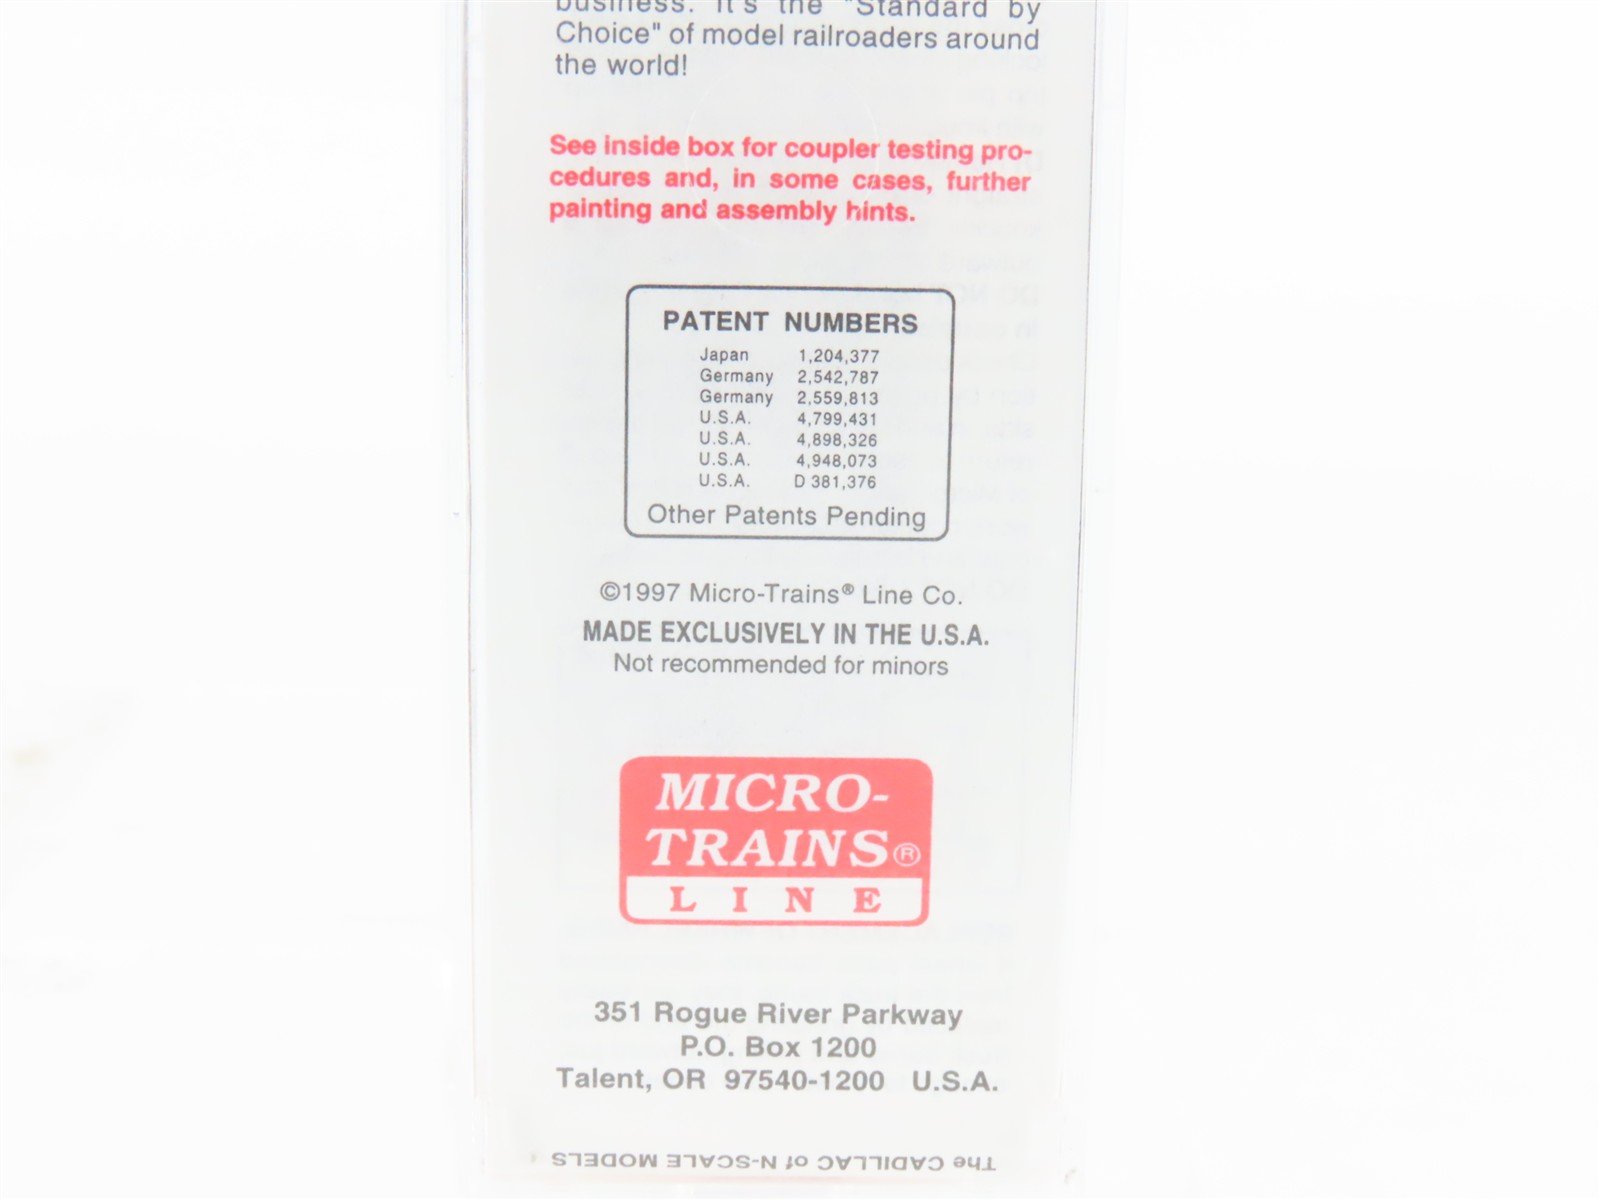 business. It's the "Standard by
Choice" of model railroaders around
the world!
See inside box for coupler testing pro-
cedures and, in some cases, further
painting and assembly hints.
PATENT NUMBERS
Japan 1,204,377
Germany 2,542,787
Germany 2,559,813
U.S.A. 4,799,431
U.S.A. 4,898,326
U.S.A. 4,948,073
U.S.A. D 381,376
Other Patents Pending
©1997 Micro-Trains® Line Co.
MADE EXCLUSIVELY IN THE U.S.A.
Not recommended for minors
MICRO-
TRAINS®
LINE
351 Rogue River Parkway
P.O. Box 1200
Talent, OR 97540-1200 U.S.A.
The CADILLAC of N-SCALE MODELS